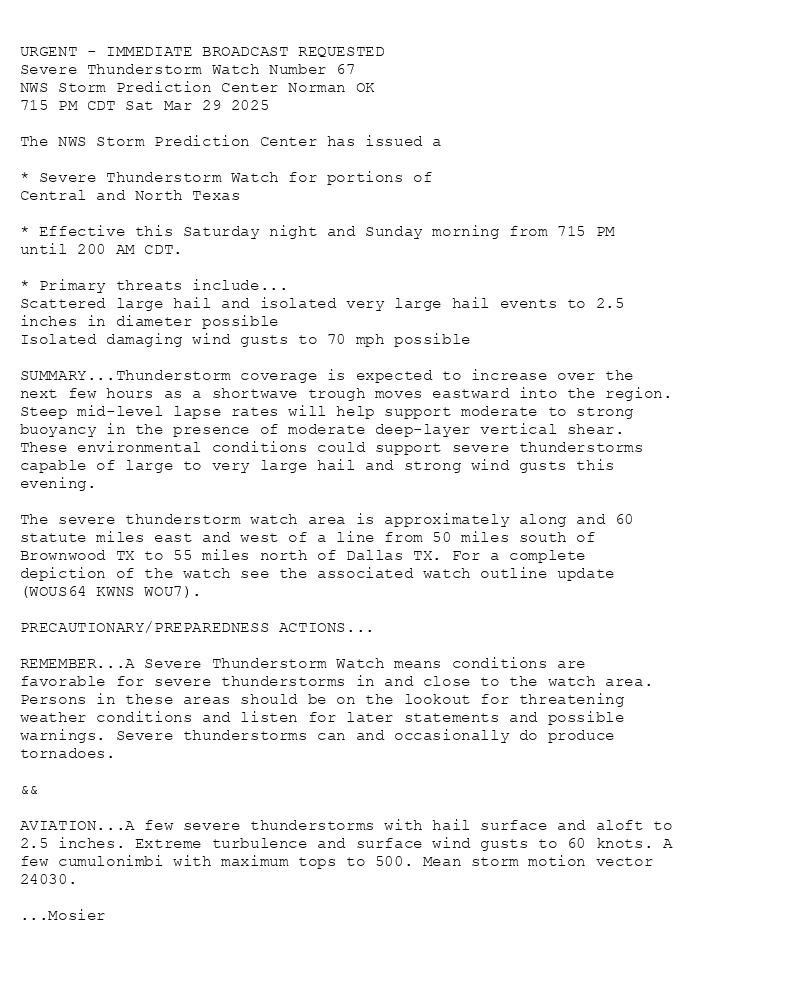 URGENT - IMMEDIATE BROADCAST REQUESTED
Severe Thunderstorm Watch Number 67
NWS Storm Prediction Center Norman OK
715 PM CDT Sat Mar 29 2025
The NWS Storm Prediction Center has issued a
* Severe Thunderstorm Watch for portions of
Central and North Texas
* Effective this Saturday night and Sunday morning from 715 PM
until 200 AM CDT.
* Primary threats include...
Scattered large hail and isolated very large hail events to 2.5
inches in diameter possible
Isolated damaging wind gusts to 70 mph possible
SUMMARY...Thunderstorm coverage is expected to increase over the
next few hours as a shortwave trough moves eastward into the region.
Steep mid-level lapse rates will help support moderate to strong
buoyancy in the presence of moderate deep-layer vertical shear.
These environmental conditions could support severe thunderstorms
capable of large to very large hail and strong wind gusts this
evening.
The severe thunderstorm watch area is approximately along and 60
statute miles east and west of a line from 50 miles south of
Brownwood TX to 55 miles north of Dallas TX. For a complete
depiction of the watch see the associated watch outline update
(WOUS64 KWNS WOU7).
PRECAUTIONARY/PREPAREDNESS ACTIONS...
REMEMBER...A Severe Thunderstorm Watch means conditions are
favorable for severe thunderstorms in and close to the watch area.
Persons in these areas should be on the lookout for threatening
weather conditions and listen for later statements and possible
warnings. Severe thunderstorms can and occasionally do produce
tornadoes.
&&
AVIATION...A few severe thunderstorms with hail surface and aloft to
2.5 inches. Extreme turbulence and surface wind gusts to 60 knots. A
few cumulonimbi with maximum tops to 500. Mean storm motion vector
24030.
...Mosier